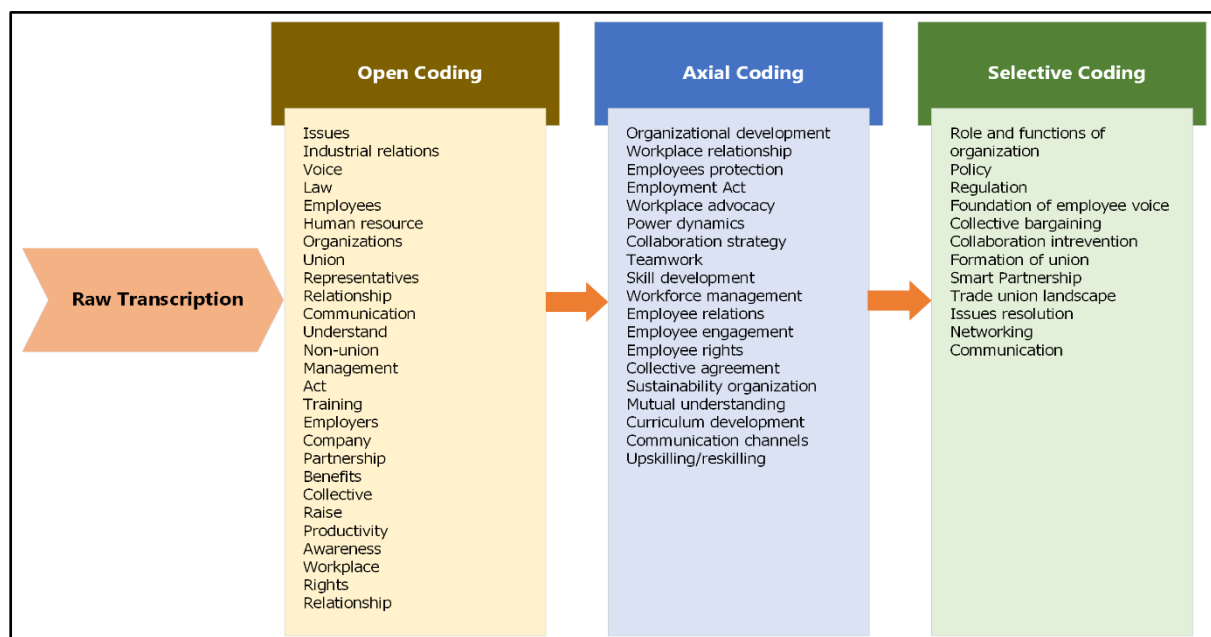 Raw Transcription
Open Coding
Issues
Industrial relations
Voice
Law
Employees
Human resource
Organizations
Union
Representatives
Relationship
Communication
Understand
Non-union
Management
Act
Training
Employers
Company
Partnership
Benefits
Collective
Raise
Productivity
Awareness
Workplace
Rights
Relationship
Axial Coding
Organizational development
Workplace relationship
Employees protection
Employment Act
Workplace advocacy
Power dynamics
Collaboration strategy
Teamwork
Skill development
Workforce management
Employee relations
Employee engagement
Employee rights
Collective agreement
Sustainability organization
Mutual understanding
Curriculum development
Communication channels
Upskilling/reskilling
Selective Coding
Role and functions of
organization
Policy
Regulation
Foundation of employee voice
Collective bargaining
Collaboration intrevention
Formation of union
Smart Partnership
Trade union landscape
Issues resolution
Networking
Communication